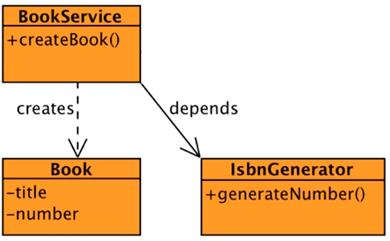 BookService
+createBook()
creates
depends
Book
-title
-number
IsbnGenerator
+generateNumber()